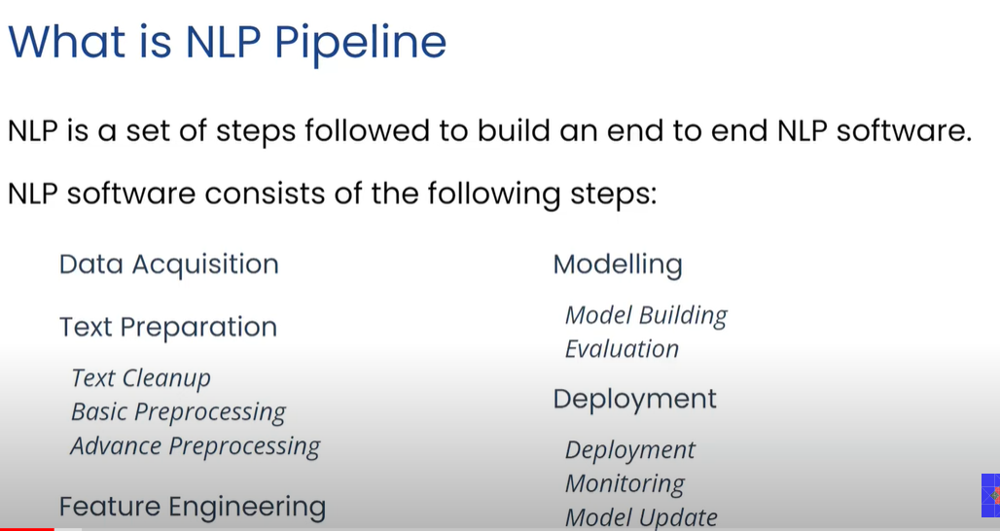 What is NLP Pipeline
NLP is a set of steps followed to build an end to end NLP software.
NLP software consists of the following steps:
Data Acquisition
Text Preparation
Text Cleanup
Basic Preprocessing
Advance Preprocessing
Feature Engineering
Modelling
Model Building
Evaluation
Deployment
Deployment
Monitoring
Model Update